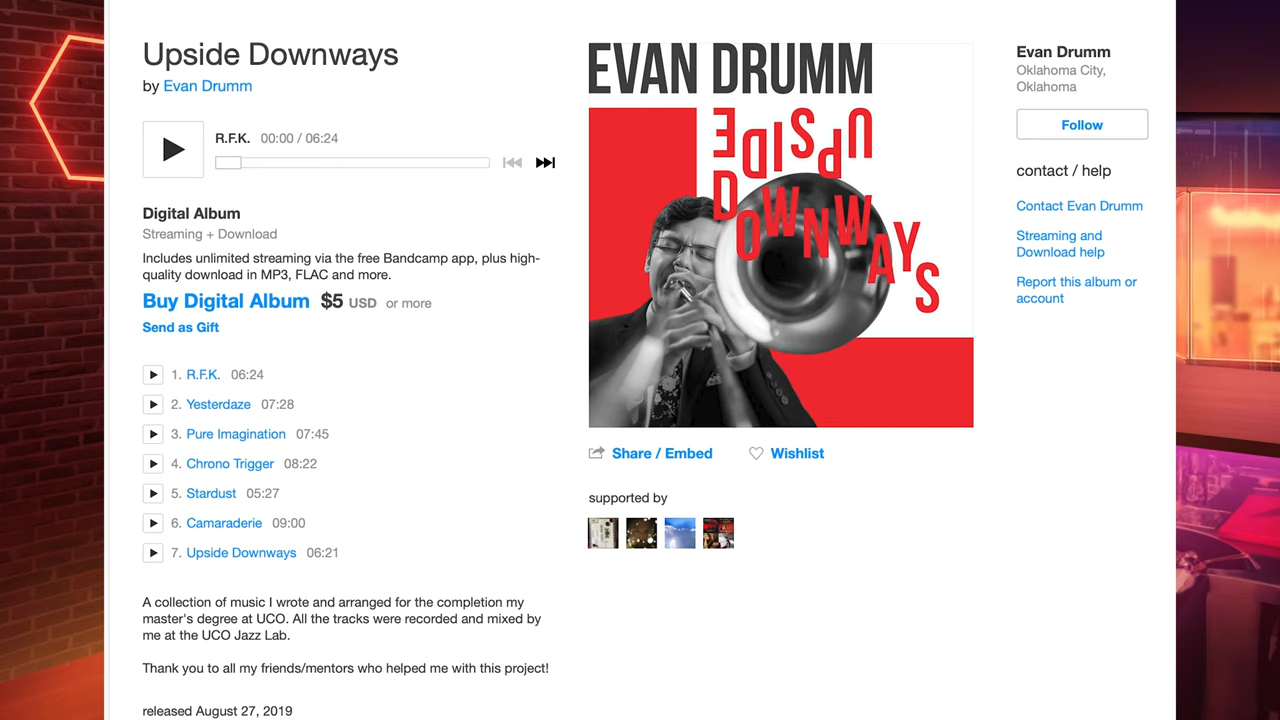 Upside Downways
by Evan Drumm
R.F.K. 00:00 / 06:24
Digital Album
Streaming + Download
Includes unlimited streaming via the free Bandcamp app, plus high-
quality download in MP3, FLAC and more.
Buy Digital Album $5 USD or more
Send as Gift
1. R.F.K. 06:24
2. Yesterdaze 07:28
3. Pure Imagination 07:45
4. Chrono Trigger 08:22
5. Stardust 05:27
6. Camaraderie 09:00
7. Upside Downways 06:21
A collection of music I wrote and arranged for the completion my
master's degree at UCO. All the tracks were recorded and mixed by
me at the UCO Jazz Lab.
Thank you to all my friends/mentors who helped me with this project!
released August 27, 2019
EVAN DRUMM
UPSIDE
DOWNWAYS
Share / Embed
Wishlist
supported by
Evan Drumm
Oklahoma City,
Oklahoma
Follow
contact / help
Contact Evan Drumm
Streaming and
Download help
Report this album or
account